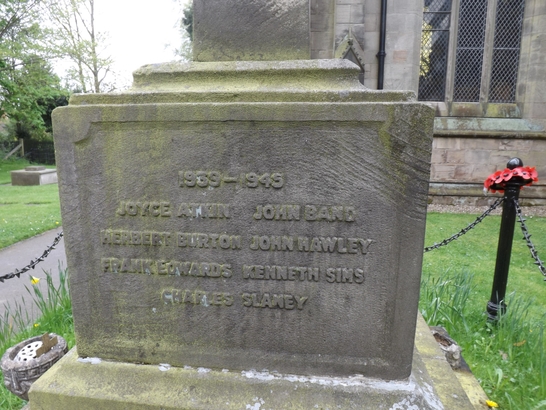 1939-1945
JOYCE ATKIN JOHN BAND
HERBERT BURTON JOHN HAWLEY
FRANK EDWARDS KENNETH SIMS
CHARLES SLANEY